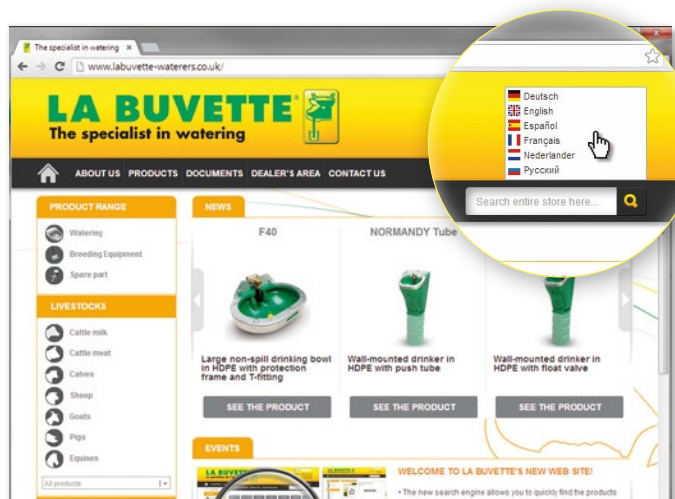 The specialist in watering
www.labuvette-waterers.co.uk/
LA BUVETTE
The specialist in watering
Deutsch
English
Español
Français
Nederlander
Русский
ABOUT US PRODUCTS DOCUMENTS DEALER'S AREA CONTACT US
Search entire store here...
PRODUCT RANGE
Watering
Breeding Equipment
Spare part
LIVESTOCKS
Cattle milk
Cattle meat
Calves
Sheep
Goats
Pigs
Equines
All products
NEWS
F40
NORMANDY Tube
Large non-spill drinking bowl
in HDPE with protection
frame and T-fitting
Wall-mounted drinker in
HDPE with push tube
Wall-mounted drinker in
HDPE with float valve
SEE THE PRODUCT
SEE THE PRODUCT
SEE THE PRODUCT
EVENTS
LA BUVET
WELCOME TO LA BUVETTE'S NEW WEB SITE!
• The new search engine allows you to quickly find the products